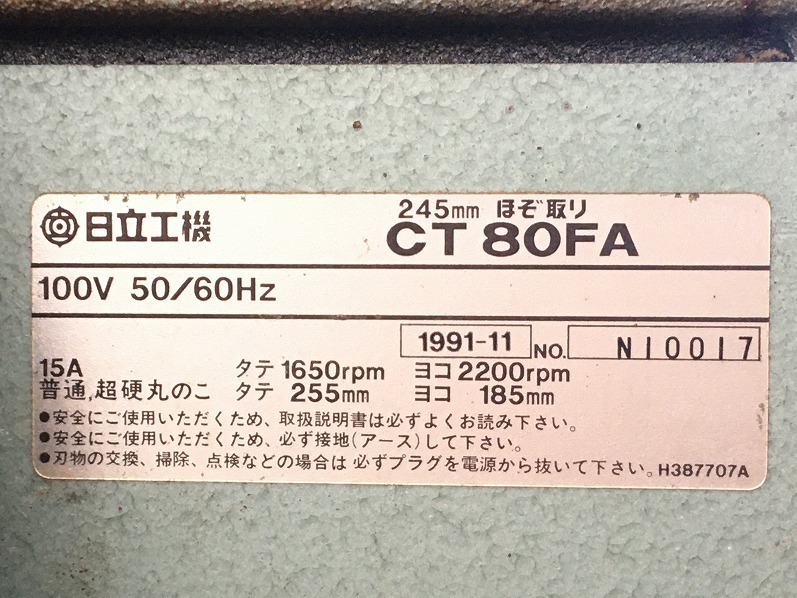 日立工機
245mm ほぞ取り
CT 80FA
100V 50/60Hz
1991-11 NO. N10017
15A タテ 1650rpm ヨコ 2200rpm
普通,超硬丸のこ タテ 255mm ヨコ 185mm
●安全にご使用いただくため、取扱説明書は必ずよくお読み下さい。
●安全にご使用いただくため、必ず接地(アース)して下さい。
●刃物の交換、掃除、点検などの場合は必ずプラグを電源から抜いて下さい。H387707A